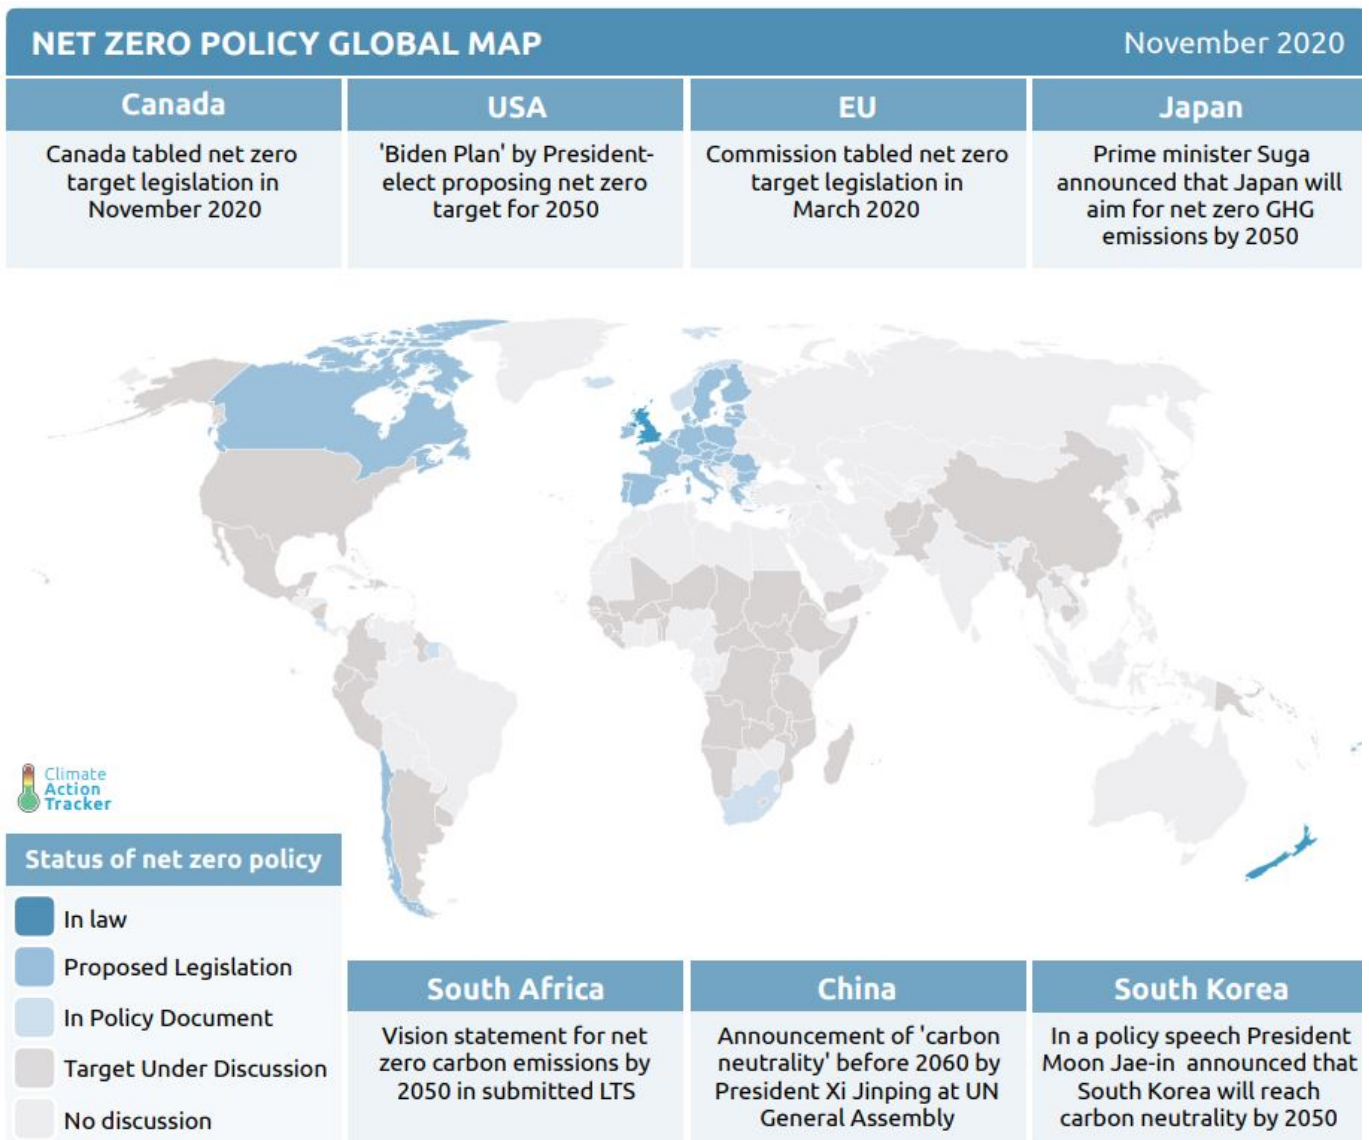 NET ZERO POLICY GLOBAL MAP
November 2020
Canada
Canada tabled net zero
target legislation in
November 2020
USA
'Biden Plan' by President-
elect proposing net zero
target for 2050
EU
Commission tabled net zero
target legislation in
March 2020
Japan
Prime minister Suga
announced that Japan will
aim for net zero GHG
emissions by 2050
Climate
Action
Tracker
Status of net zero policy
In law
Proposed Legislation
In Policy Document
Target Under Discussion
No discussion
South Africa
Vision statement for net
zero carbon emissions by
2050 in submitted LTS
China
Announcement of 'carbon
neutrality' before 2060 by
President Xi Jinping at UN
General Assembly
South Korea
In a policy speech President
Moon Jae-in announced that
South Korea will reach
carbon neutrality by 2050